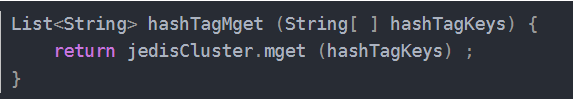 List<String> hashTagMget (String[ ] hashTagKeys) {
    return jedisCluster.mget (hashTagKeys) ;
}